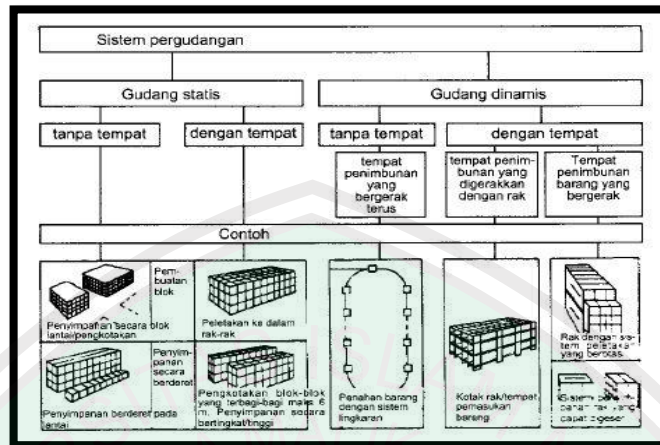 Sistem pergudangan
Gudang statis
Gudang dinamis
tanpa tempat
dengan tempat
tanpa tempat
dengan tempat
tempat
penimbunan
yang
bergerak
terus
tempat penim-
bunan yang
digerakkan
dengan rak
Tempat
penimbunan
barang yang
bergerak
Contoh
Penyimpanan secara blok
lantai/pengkotakan
Pem-
buatan
blok
Peletakan ke dalam
rak-rak
Penyimpanan berderet pada
lantai
Penyim-
panan
secara
berderet
Pengkotakan blok-blok
yang terbagi-bagi maks 6
m. Penyimpanan secara
bertingkat/tinggi
Penahan barang
dengan sistem
lingkaran
Kotak rak/tempat
pemasukan
barang
Rak dengan sis-
tem peletakan
yang
Sistem
rak yang
dapat digeser